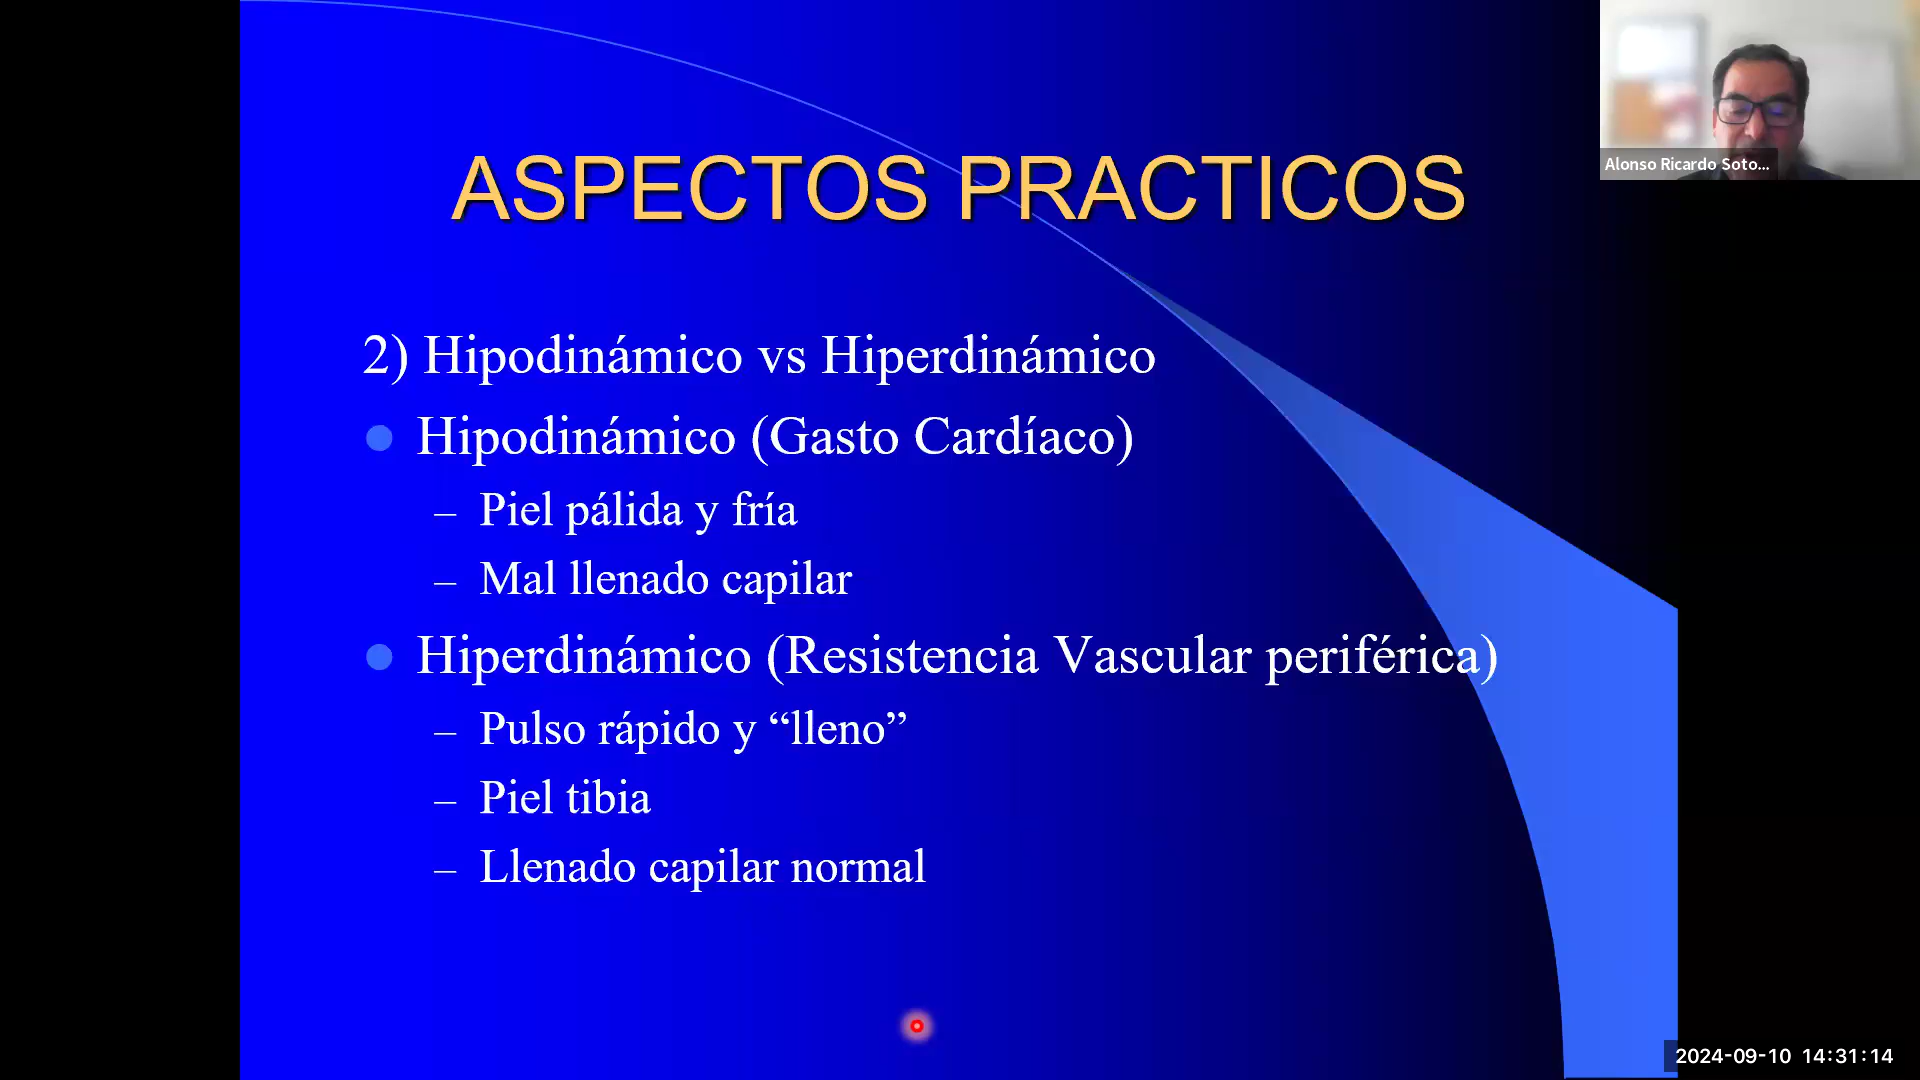 ASPECTOS PRACTICOS
Alonso Ricardo Soto...
2) Hipodinámico vs Hiperdinámico
Hipodinámico (Gasto Cardíaco)
– Piel pálida y fría
– Mal llenado capilar
Hiperdinámico (Resistencia Vascular periférica)
– Pulso rápido y “lleno”
– Piel tibia
– Llenado capilar normal
2024-09-10 14:31:14